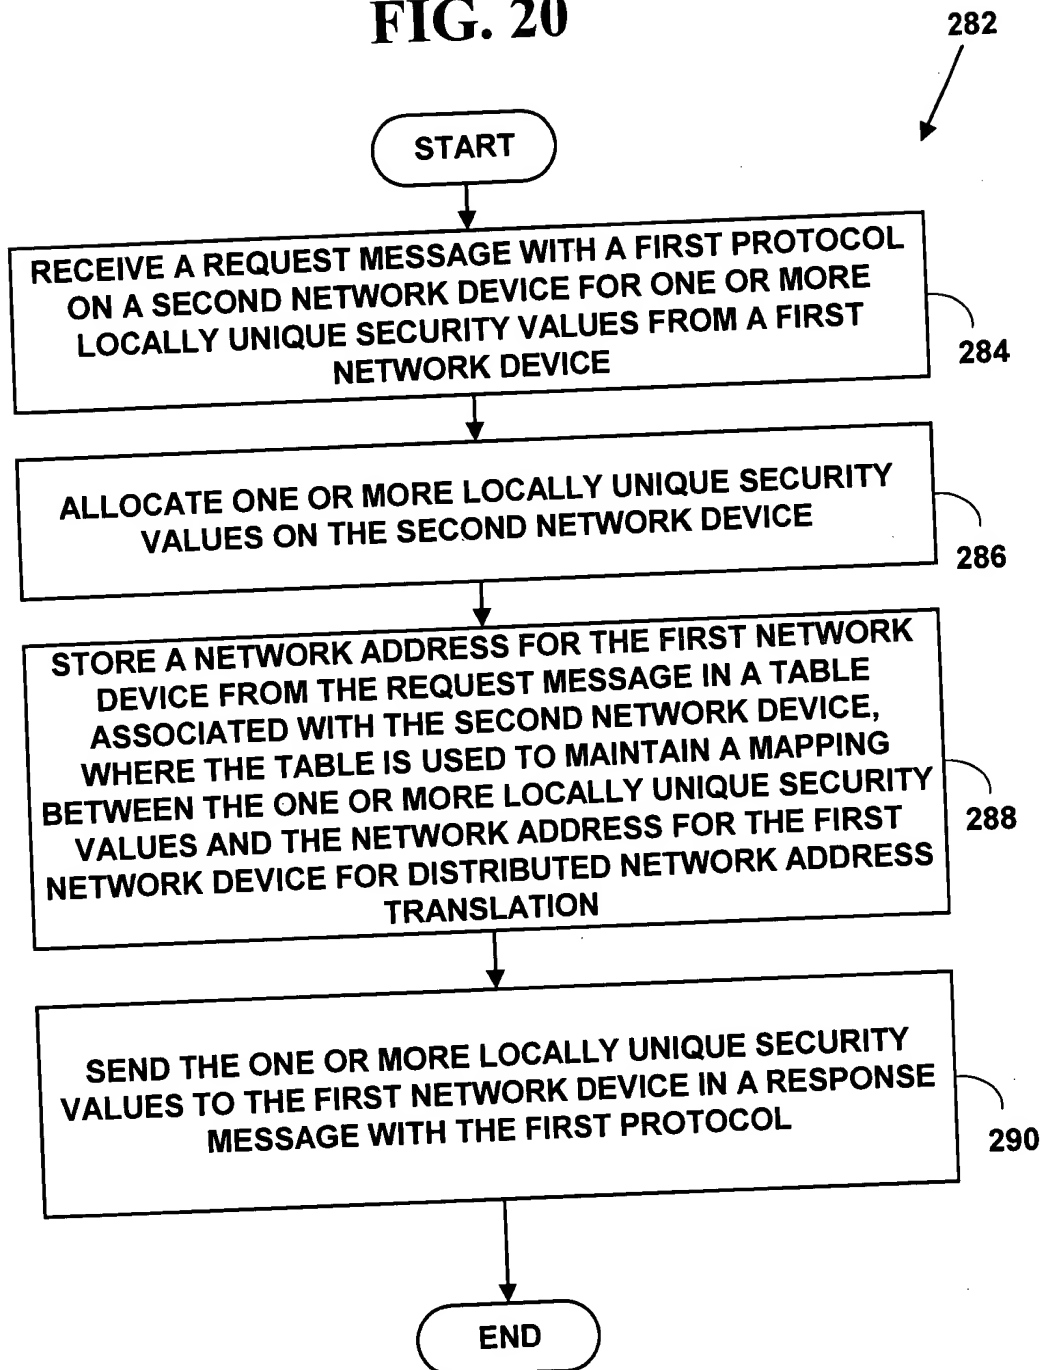 FIG. 20
282
START
RECEIVE A REQUEST MESSAGE WITH A FIRST PROTOCOL
ON A SECOND NETWORK DEVICE FOR ONE OR MORE
LOCALLY UNIQUE SECURITY VALUES FROM A FIRST
NETWORK DEVICE
284
ALLOCATE ONE OR MORE LOCALLY UNIQUE SECURITY
VALUES ON THE SECOND NETWORK DEVICE
286
STORE A NETWORK ADDRESS FOR THE FIRST NETWORK
DEVICE FROM THE REQUEST MESSAGE IN A TABLE
ASSOCIATED WITH THE SECOND NETWORK DEVICE,
WHERE THE TABLE IS USED TO MAINTAIN A MAPPING
BETWEEN THE ONE OR MORE LOCALLY UNIQUE SECURITY
VALUES AND THE NETWORK ADDRESS FOR THE FIRST
NETWORK DEVICE FOR DISTRIBUTED NETWORK ADDRESS
TRANSLATION
288
SEND THE ONE OR MORE LOCALLY UNIQUE SECURITY
VALUES TO THE FIRST NETWORK DEVICE IN A RESPONSE
MESSAGE WITH THE FIRST PROTOCOL
290
END